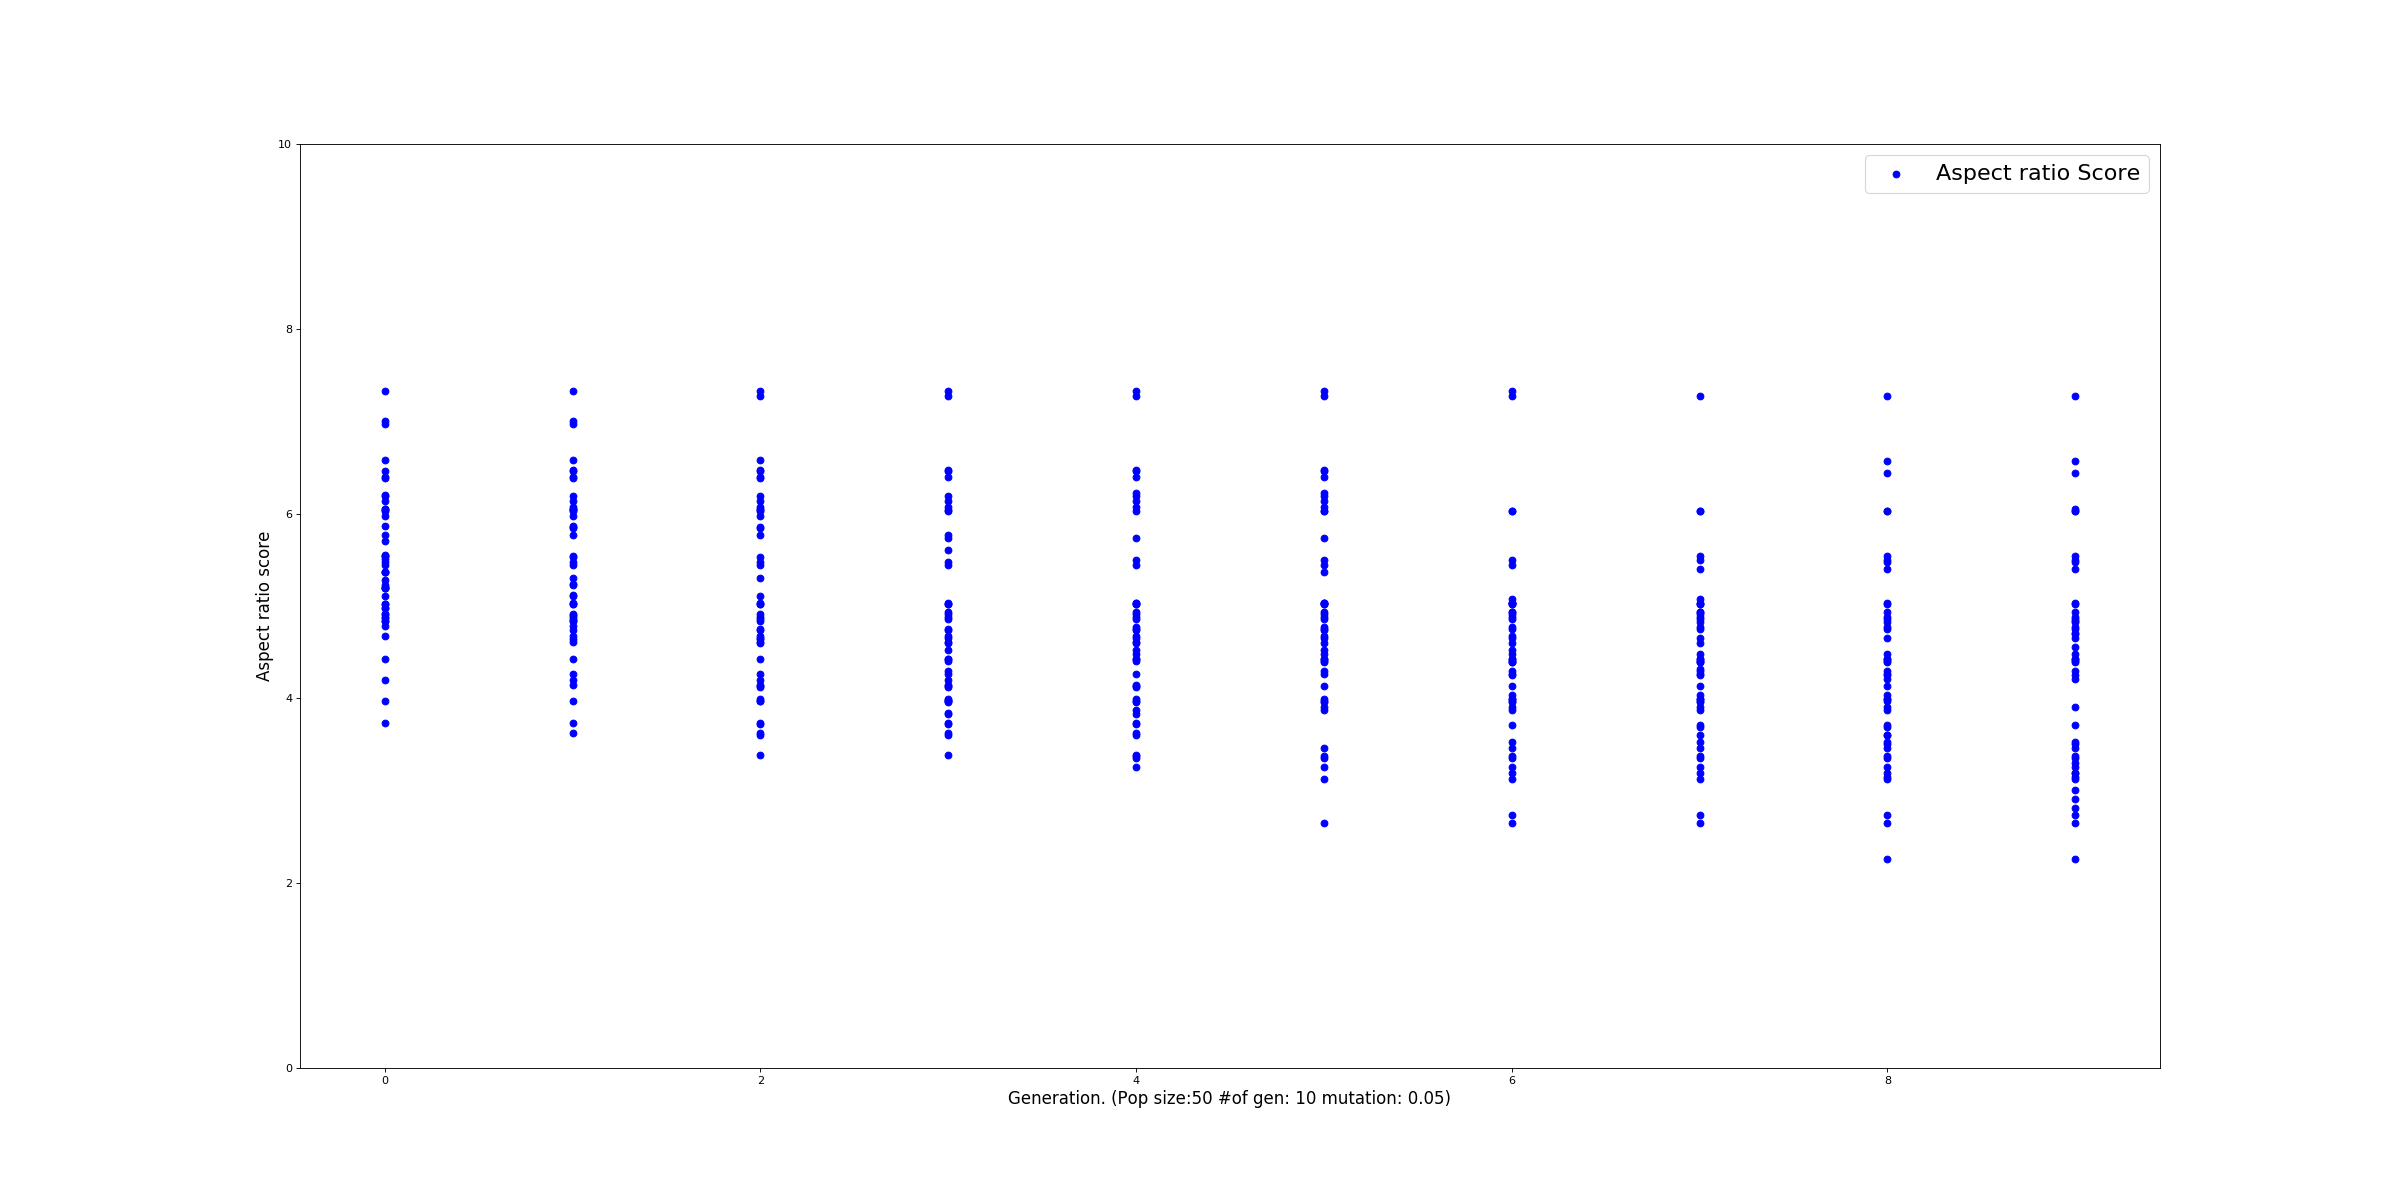 10
Aspect ratio Score
8
6
Aspect ratio score
4
2
0
0 2 4 6 8
Generation. (Pop size:50 #of gen: 10 mutation: 0.05)